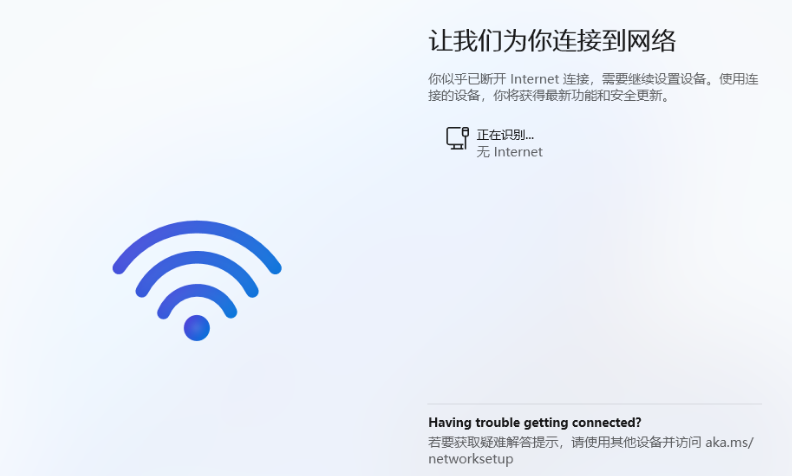 让我们为你连接到网络
你似乎已断开 Internet 连接，需要继续设置设备。使用连
接的设备，你将获得最新功能和安全更新。
正在识别...
无 Internet
Having trouble getting connected?
若要获取疑难解答提示，请使用其他设备并访问 aka.ms/
networksetup